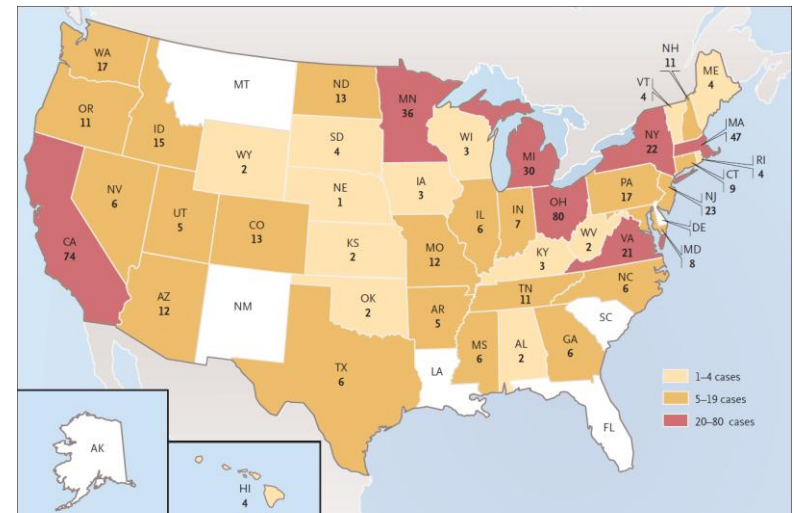 WA
17
OR
11
ID
15
MT
ND
13
MN
36
SD
4
WY
2
WI
3
MI
30
NH
11
VT
4
ME
4
NY
22
MA
47
RI
4
CT
9
NJ
23
DE
MD
8
NV
6
UT
5
CA
74
CO
13
NE
1
IA
3
KS
2
MO
12
IL
6
IN
7
OH
80
PA
17
WV
2
VA
21
KY
3
AZ
12
NM
OK
2
AR
5
TN
11
NC
6
SC
TX
6
LA
MS
6
AL
2
GA
6
FL
1–4 cases
5–19 cases
20–80 cases
AK
HI
4